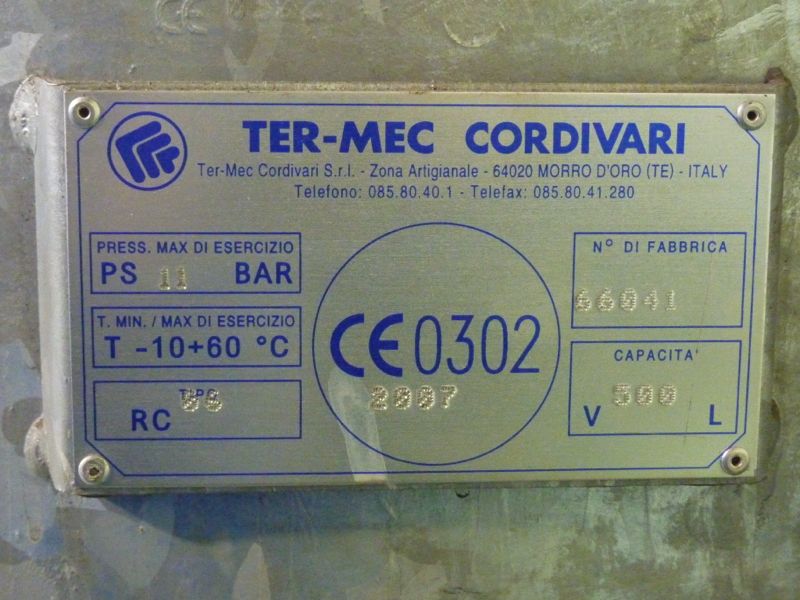 TER-MEC CORDIVARI
Ter-Mec Cordivari S.r.l. - Zona Artigianale - 64020 MORRO D'ORO (TE) - ITALY
Telefono: 085.80.40.1 - Telefax: 085.80.41.280
PRESS. MAX DI ESERCIZIO
PS 11 BAR
T. MIN. / MAX DI ESERCIZIO
T -10+60 °C
TIPO
RC 08
CE 0302
2007
N° DI FABBRICA
66041
CAPACITA'
V 500 L